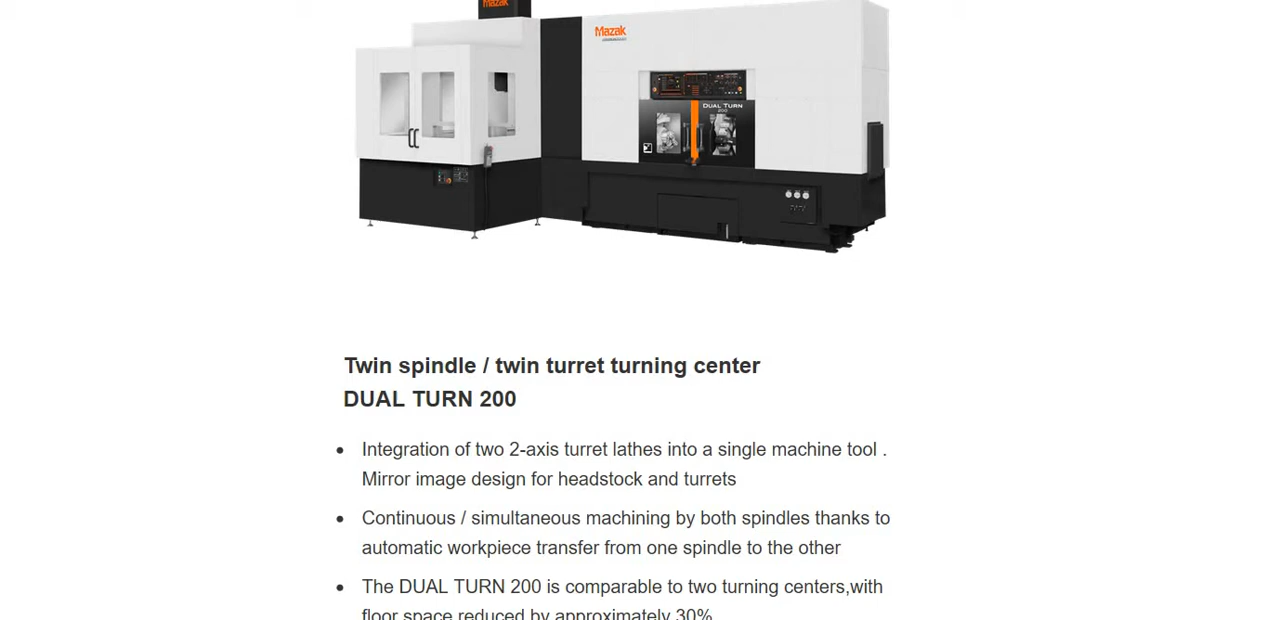 Mazak
Mazak
DUAL TURN
200
Twin spindle / twin turret turning center
DUAL TURN 200
Integration of two 2-axis turret lathes into a single machine tool .
Mirror image design for headstock and turrets
Continuous / simultaneous machining by both spindles thanks to
automatic workpiece transfer from one spindle to the other
The DUAL TURN 200 is comparable to two turning centers,with
floor space reduced by approximately 30%